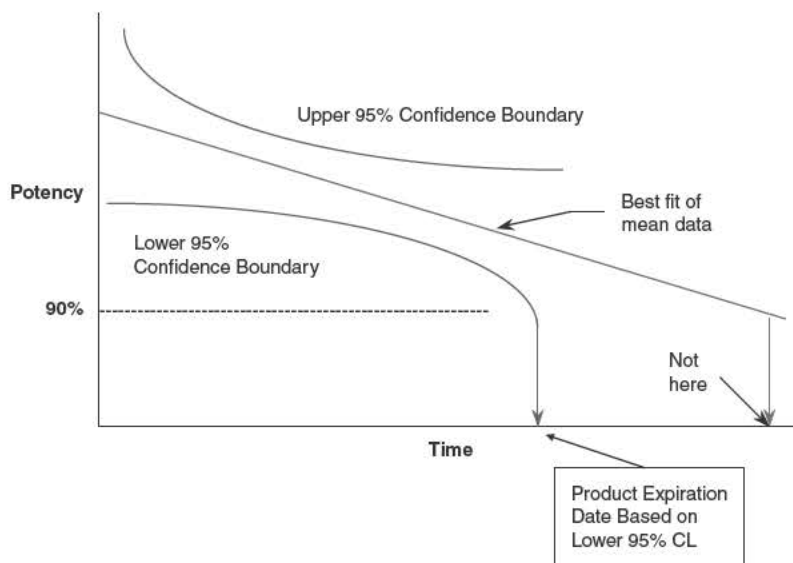 Upper 95% Confidence Boundary
Potency
Best fit of
mean data
Lower 95%
Confidence Boundary
90%
Not
here
Time
Product Expiration
Date Based on
Lower 95% CL